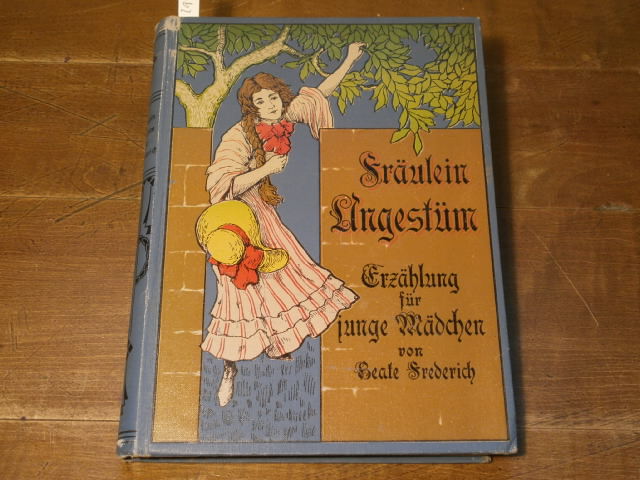 Fräulein
Ungestüm
Erzählung
für
junge Mädchen
von
Beate Frederich